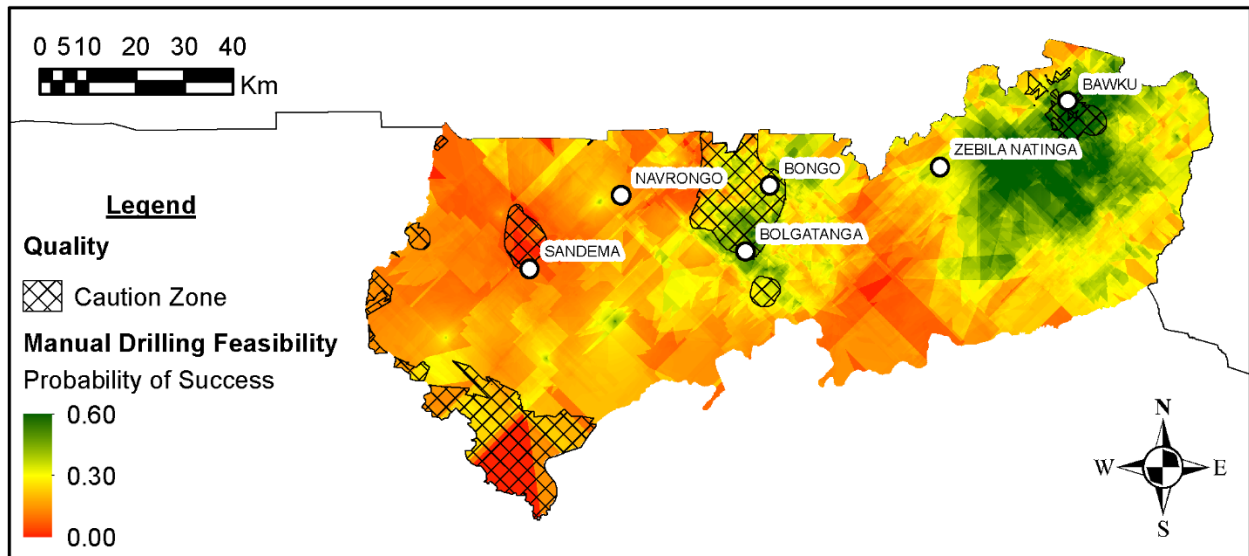 0 5 10 20 30 40
Km
BAWKU
ZEBILA NATINGA
NAVRONGO
BONGO
BOLGATANGA
SANDEMA
Legend
Quality
Caution Zone
Manual Drilling Feasibility
Probability of Success
0.60
0.30
0.00
N
W E
S